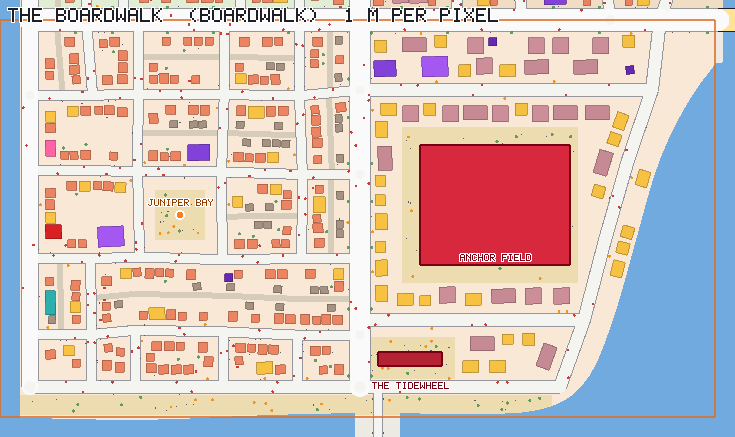 THE BOARDWALK (BOARDWALK) 1 M PER PIXEL
JUNIPER BAY
ANCHOR FIELD
THE TIDEWHEEL